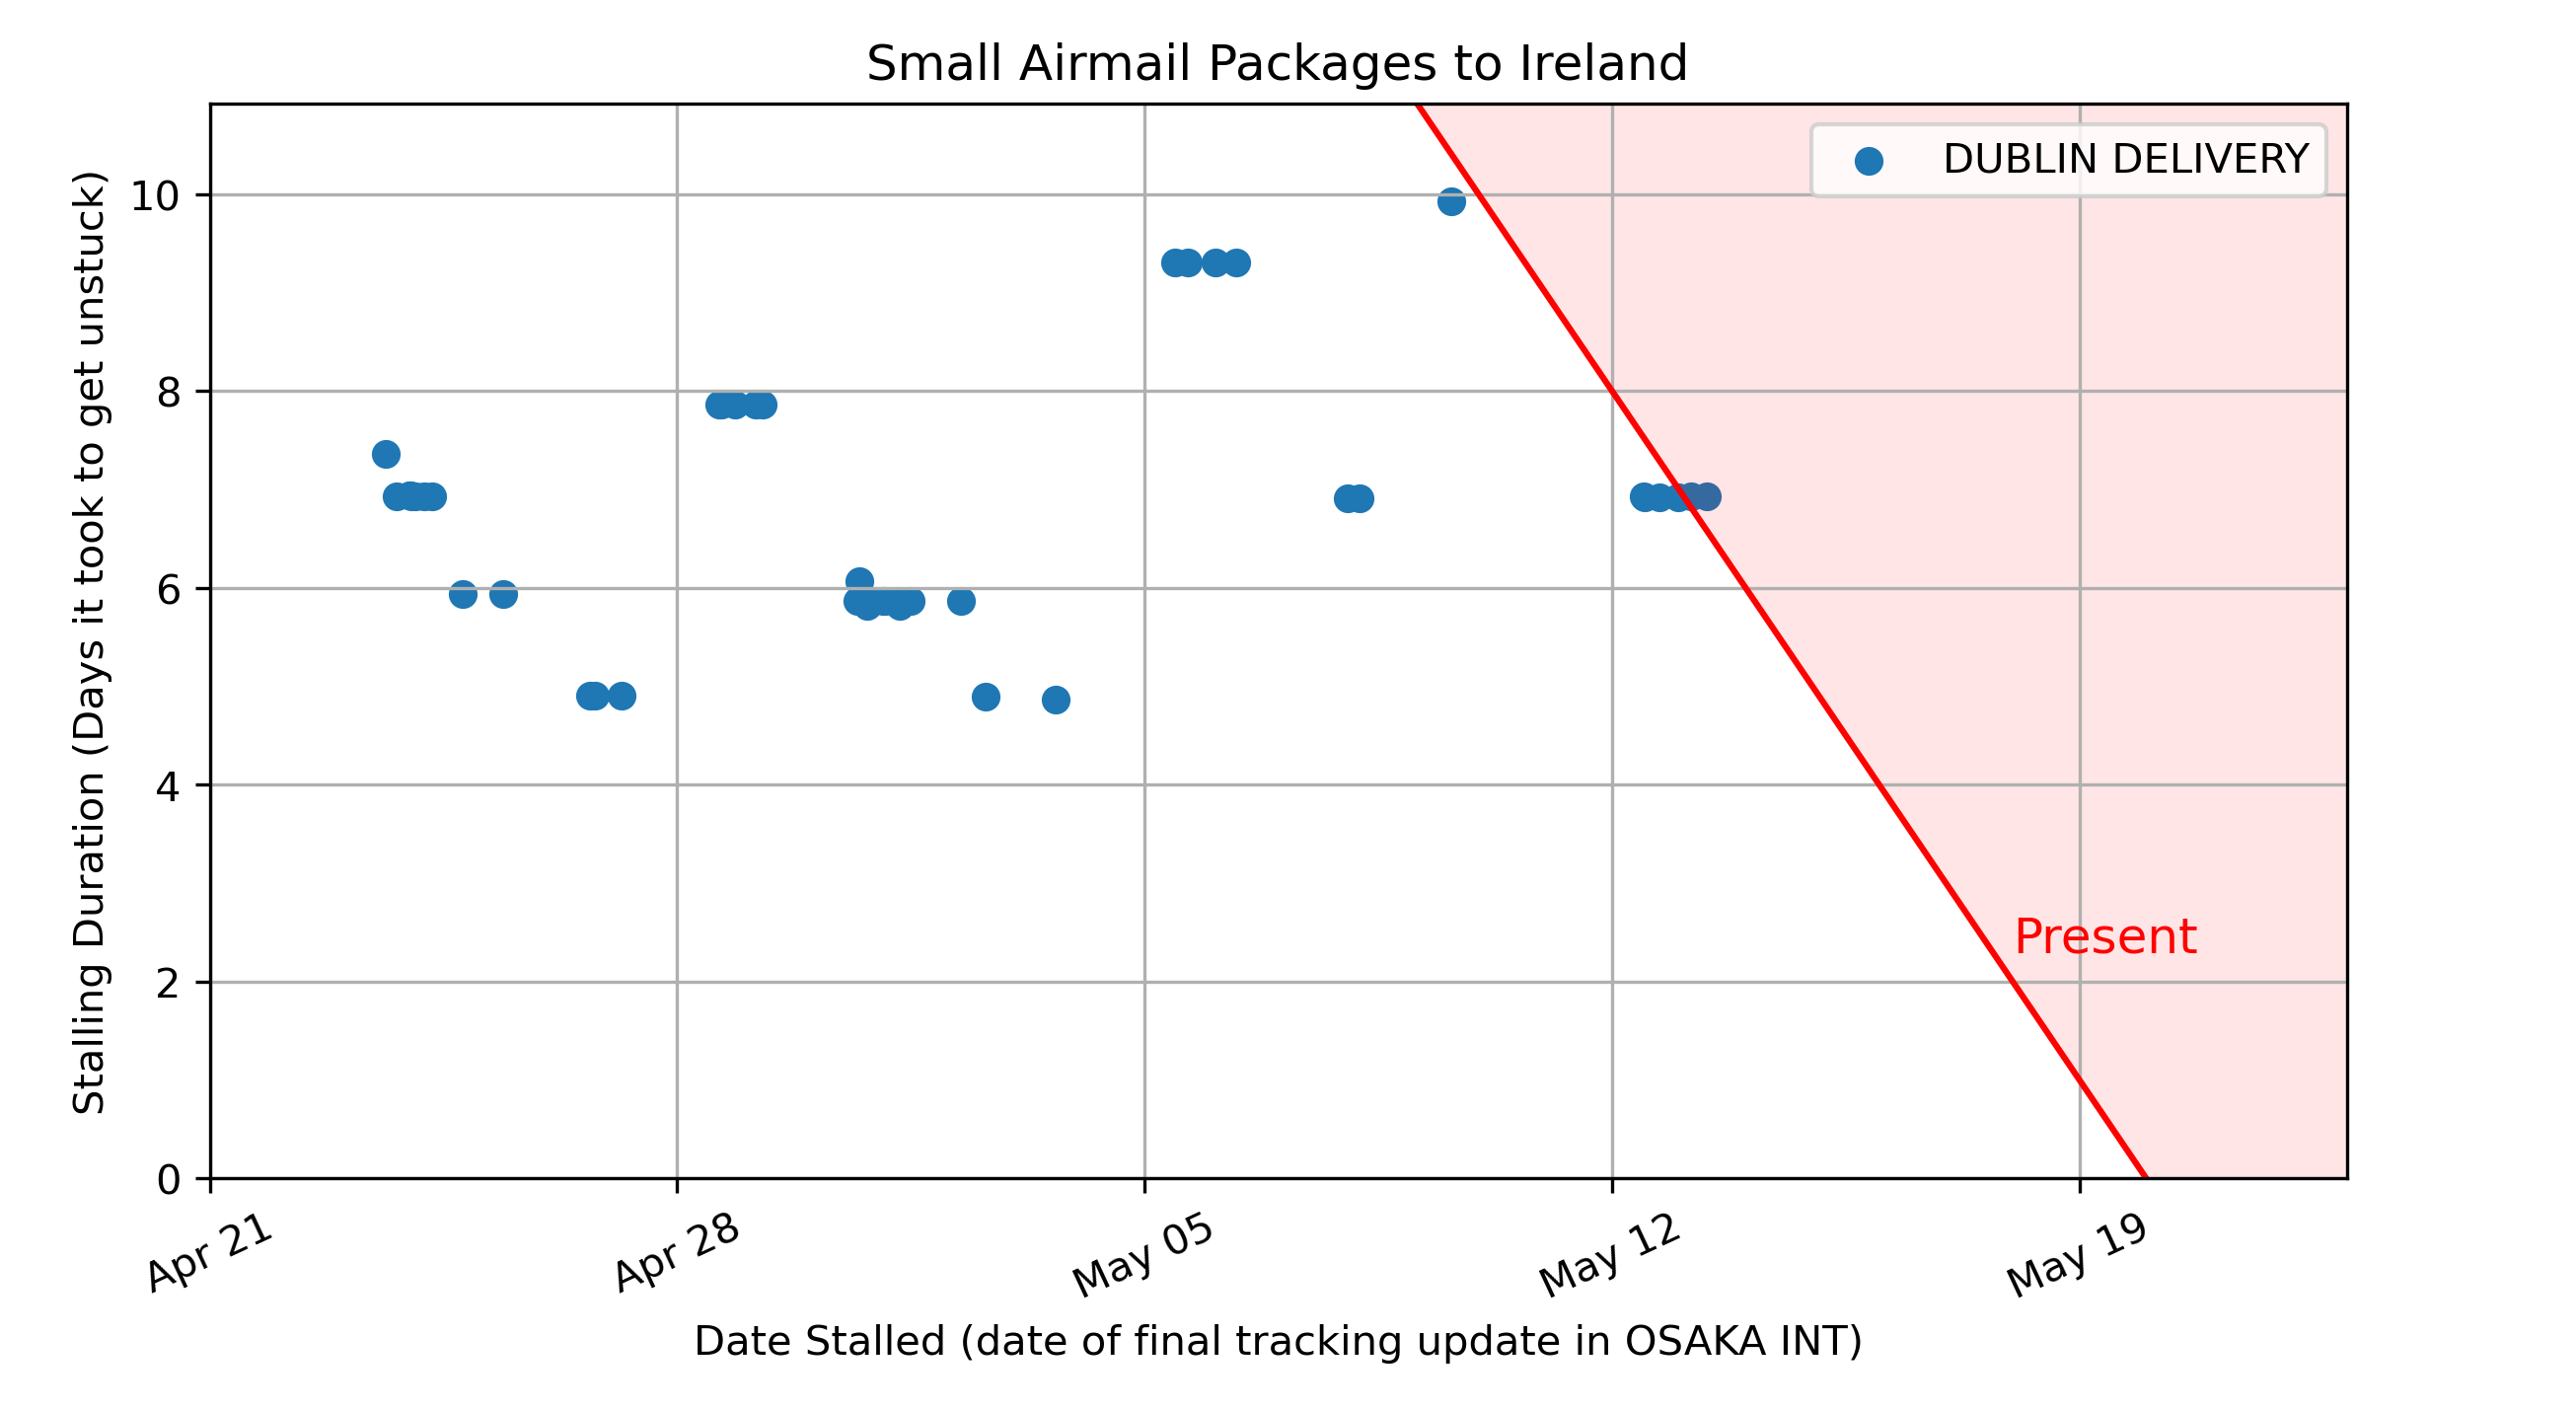 Small Airmail Packages to Ireland
DUBLIN DELIVERY
Stalling Duration (Days it took to get unstuck)
10
8
6
4
2
0
Present
Apr 21
Apr 28
May 05
May 12
May 19
Date Stalled (date of final tracking update in OSAKA INT)